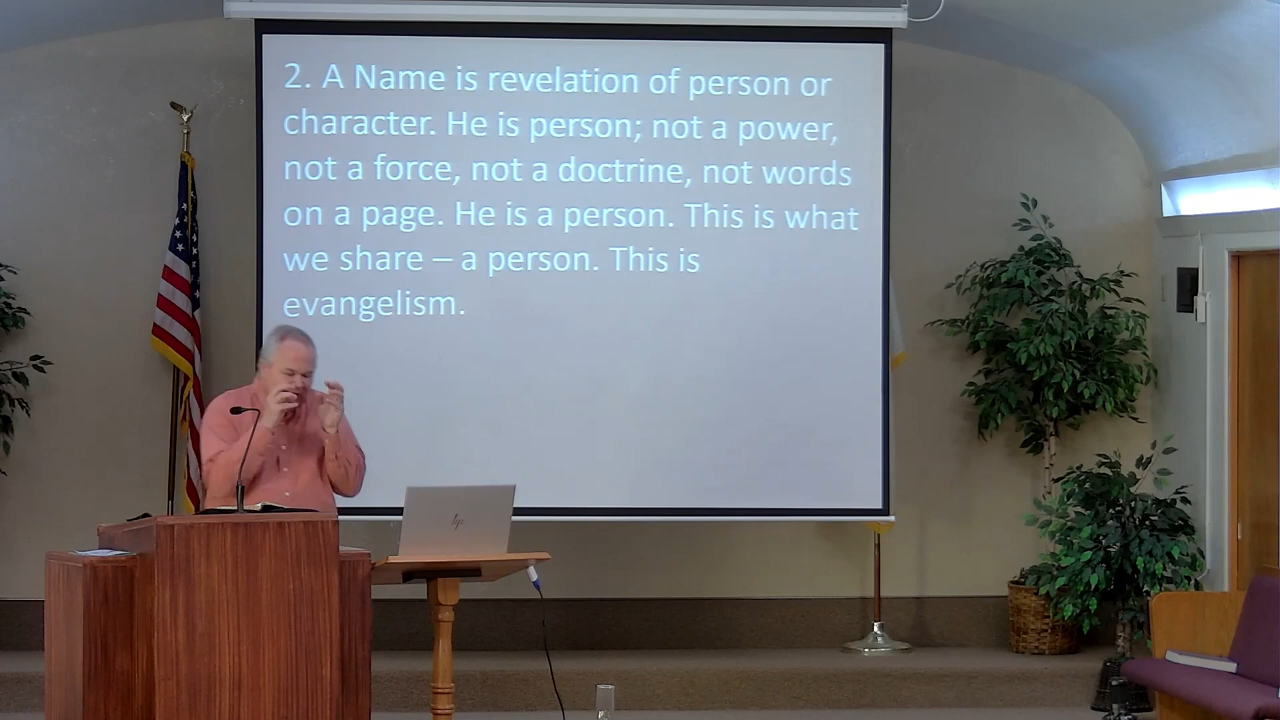 2. A Name is revelation of person or
character. He is person; not a power,
not a force, not a doctrine, not words
on a page. He is a person. This is what
we share – a person. This is
evangelism.
hp